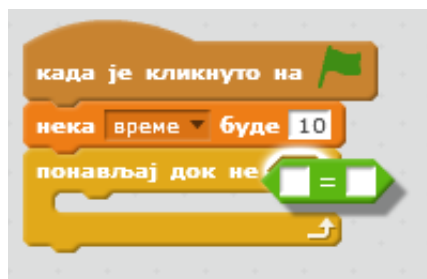 када је кликнуто на
нека време буде 10
понављај док не
=